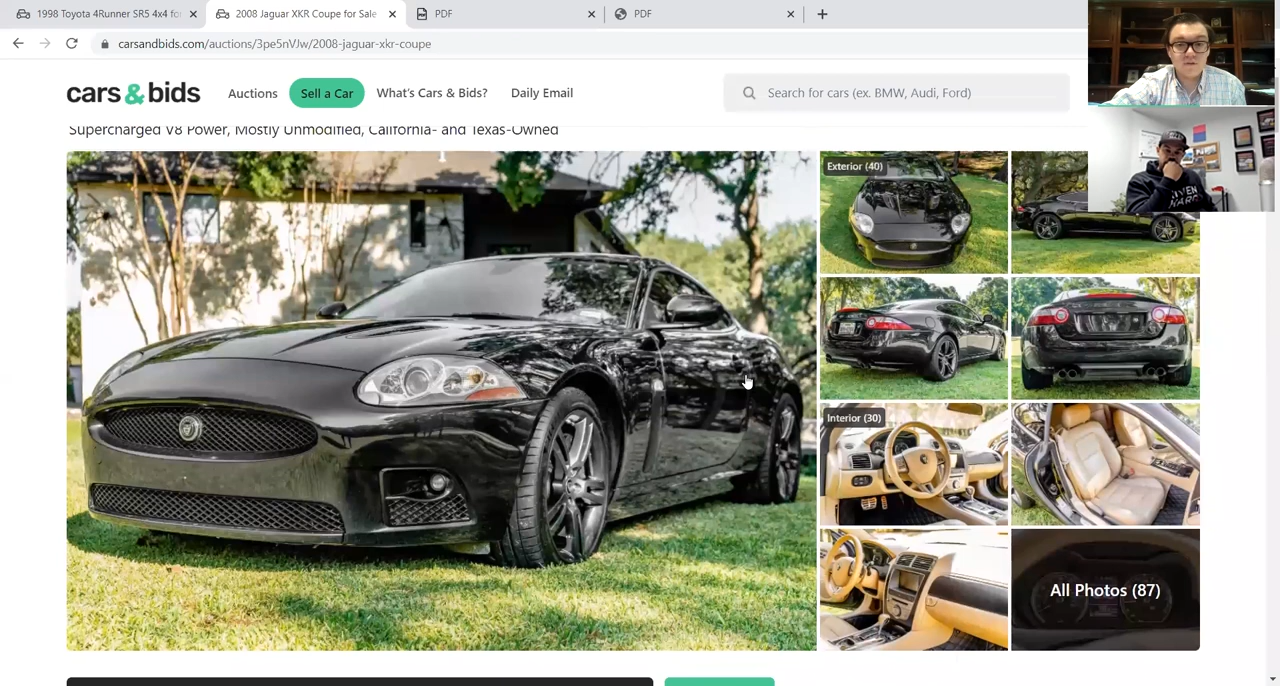 1998 Toyota 4Runner SR5 4x4 fo
2008 Jaguar XKR Coupe for Sale
PDF
PDF
carsandbids.com/auctions/3pe5nVJw/2008-jaguar-xkr-coupe
cars & bids
Auctions
Sell a Car
What's Cars & Bids?
Daily Email
Search for cars (ex. BMW, Audi, Ford)
Supercharged V8 Power, Mostly Unmodified, California- and Texas-Owned
Exterior (40)
Interior (30)
All Photos (87)